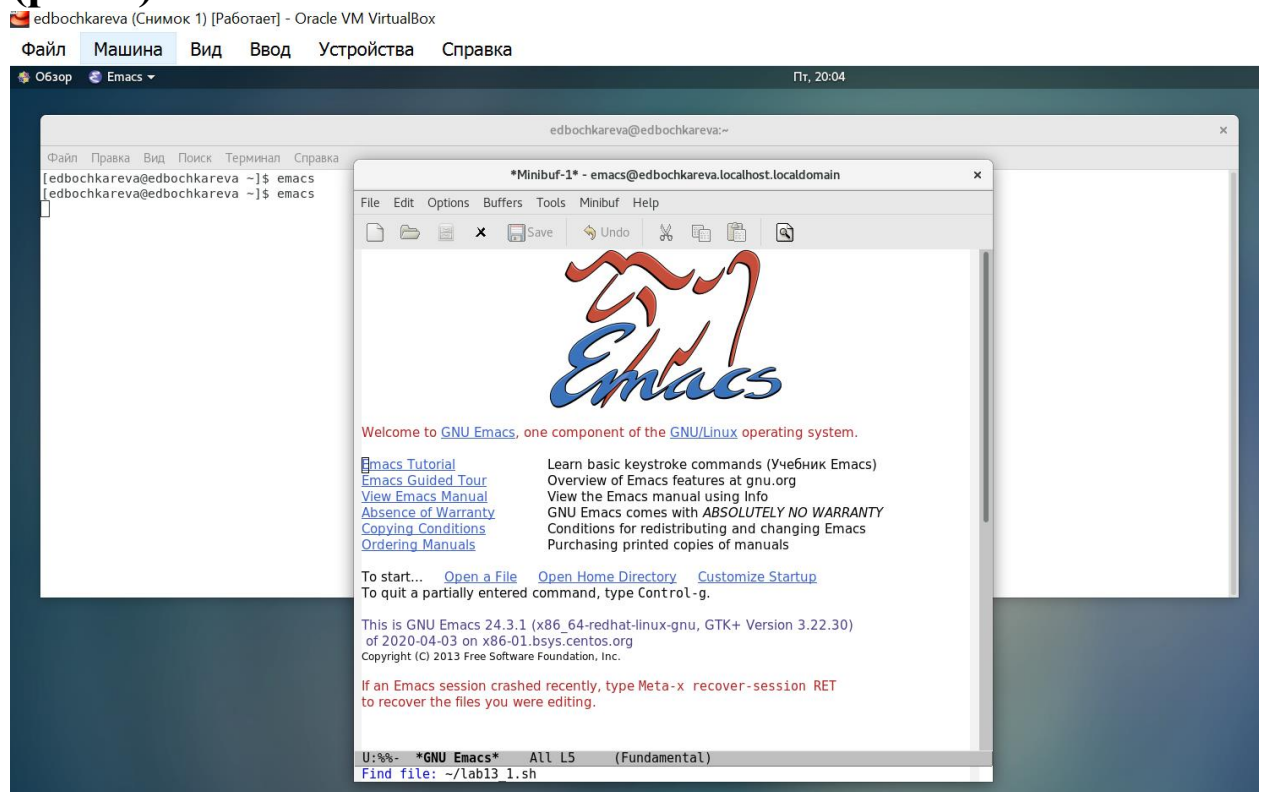 edbochkareva (Снимок 1) [Работает] - Oracle VM VirtualBox
Файл Машина Вид Ввод Устройства Справка
Обзор Emacs Пт, 20:04
edbochkareva@edbochkareva:~
Файл Правка Вид Поиск Терминал Справка
[edbochkareva@edbochkareva ~]$ emacs
[edbochkareva@edbochkareva ~]$ emacs
*Minibuf-1* - emacs@edbochkareva.localhost.localdomain
File Edit Options Buffers Tools Minibuf Help
Save Undo
Emacs
Welcome to GNU Emacs, one component of the GNU/Linux operating system.
Emacs Tutorial Learn basic keystroke commands (Учебник Emacs)
Emacs Guided Tour Overview of Emacs features at gnu.org
View Emacs Manual View the Emacs manual using Info
Absence of Warranty GNU Emacs comes with ABSOLUTELY NO WARRANTY
Copying Conditions Conditions for redistributing and changing Emacs
Ordering Manuals Purchasing printed copies of manuals
To start... Open a File Open Home Directory Customize Startup
To quit a partially entered command, type Control-g.
This is GNU Emacs 24.3.1 (x86_64-redhat-linux-gnu, GTK+ Version 3.22.30)
of 2020-04-03 on x86-01.bsys.centos.org
Copyright (C) 2013 Free Software Foundation, Inc.
If an Emacs session crashed recently, type Meta-x recover-session RET
to recover the files you were editing.
U:%%- *GNU Emacs* All L5 (Fundamental)
Find file: ~/lab13_1.sh